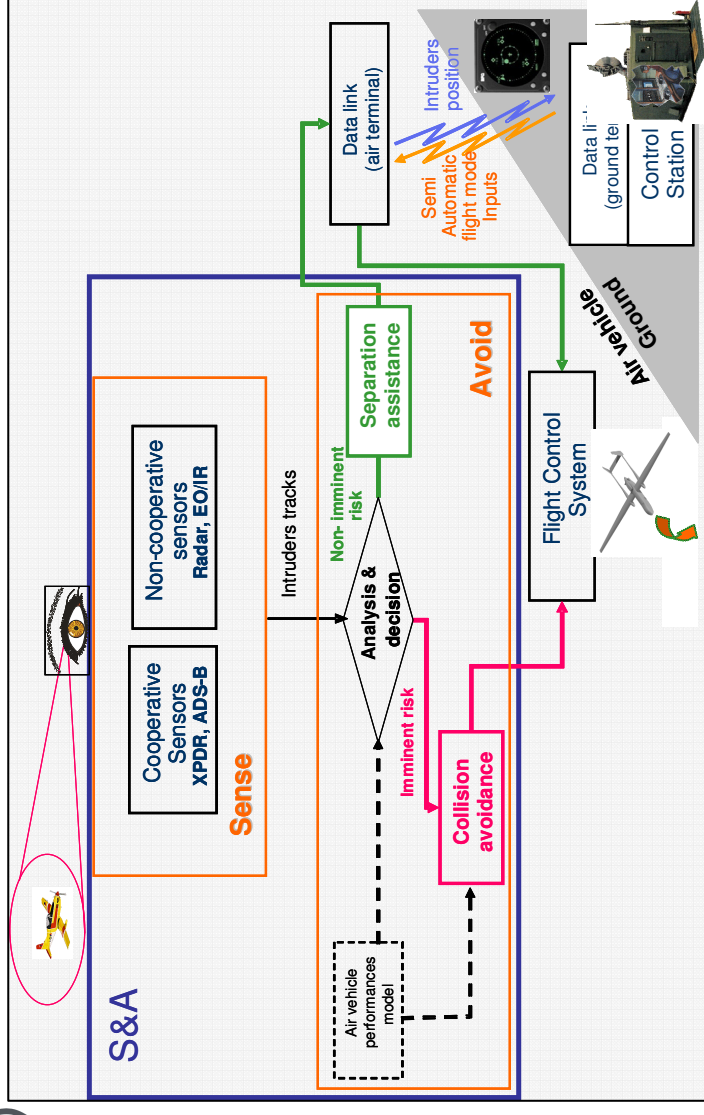 S&A
Cooperative
Sensors
XPDR, ADS-B
Non-cooperative
sensors
Radar, EO/IR
Sense
Intruders tracks
Air vehicle
performances
model
Analysis &
decision
Non- imminent
risk
Imminent risk
Separation
assistance
Collision
avoidance
Avoid
Data link
(air terminal)
Intruders
position
Semi
Automatic
flight mode
Inputs
Flight Control
System
Air vehicle
Ground
Data
(ground
Control
Station